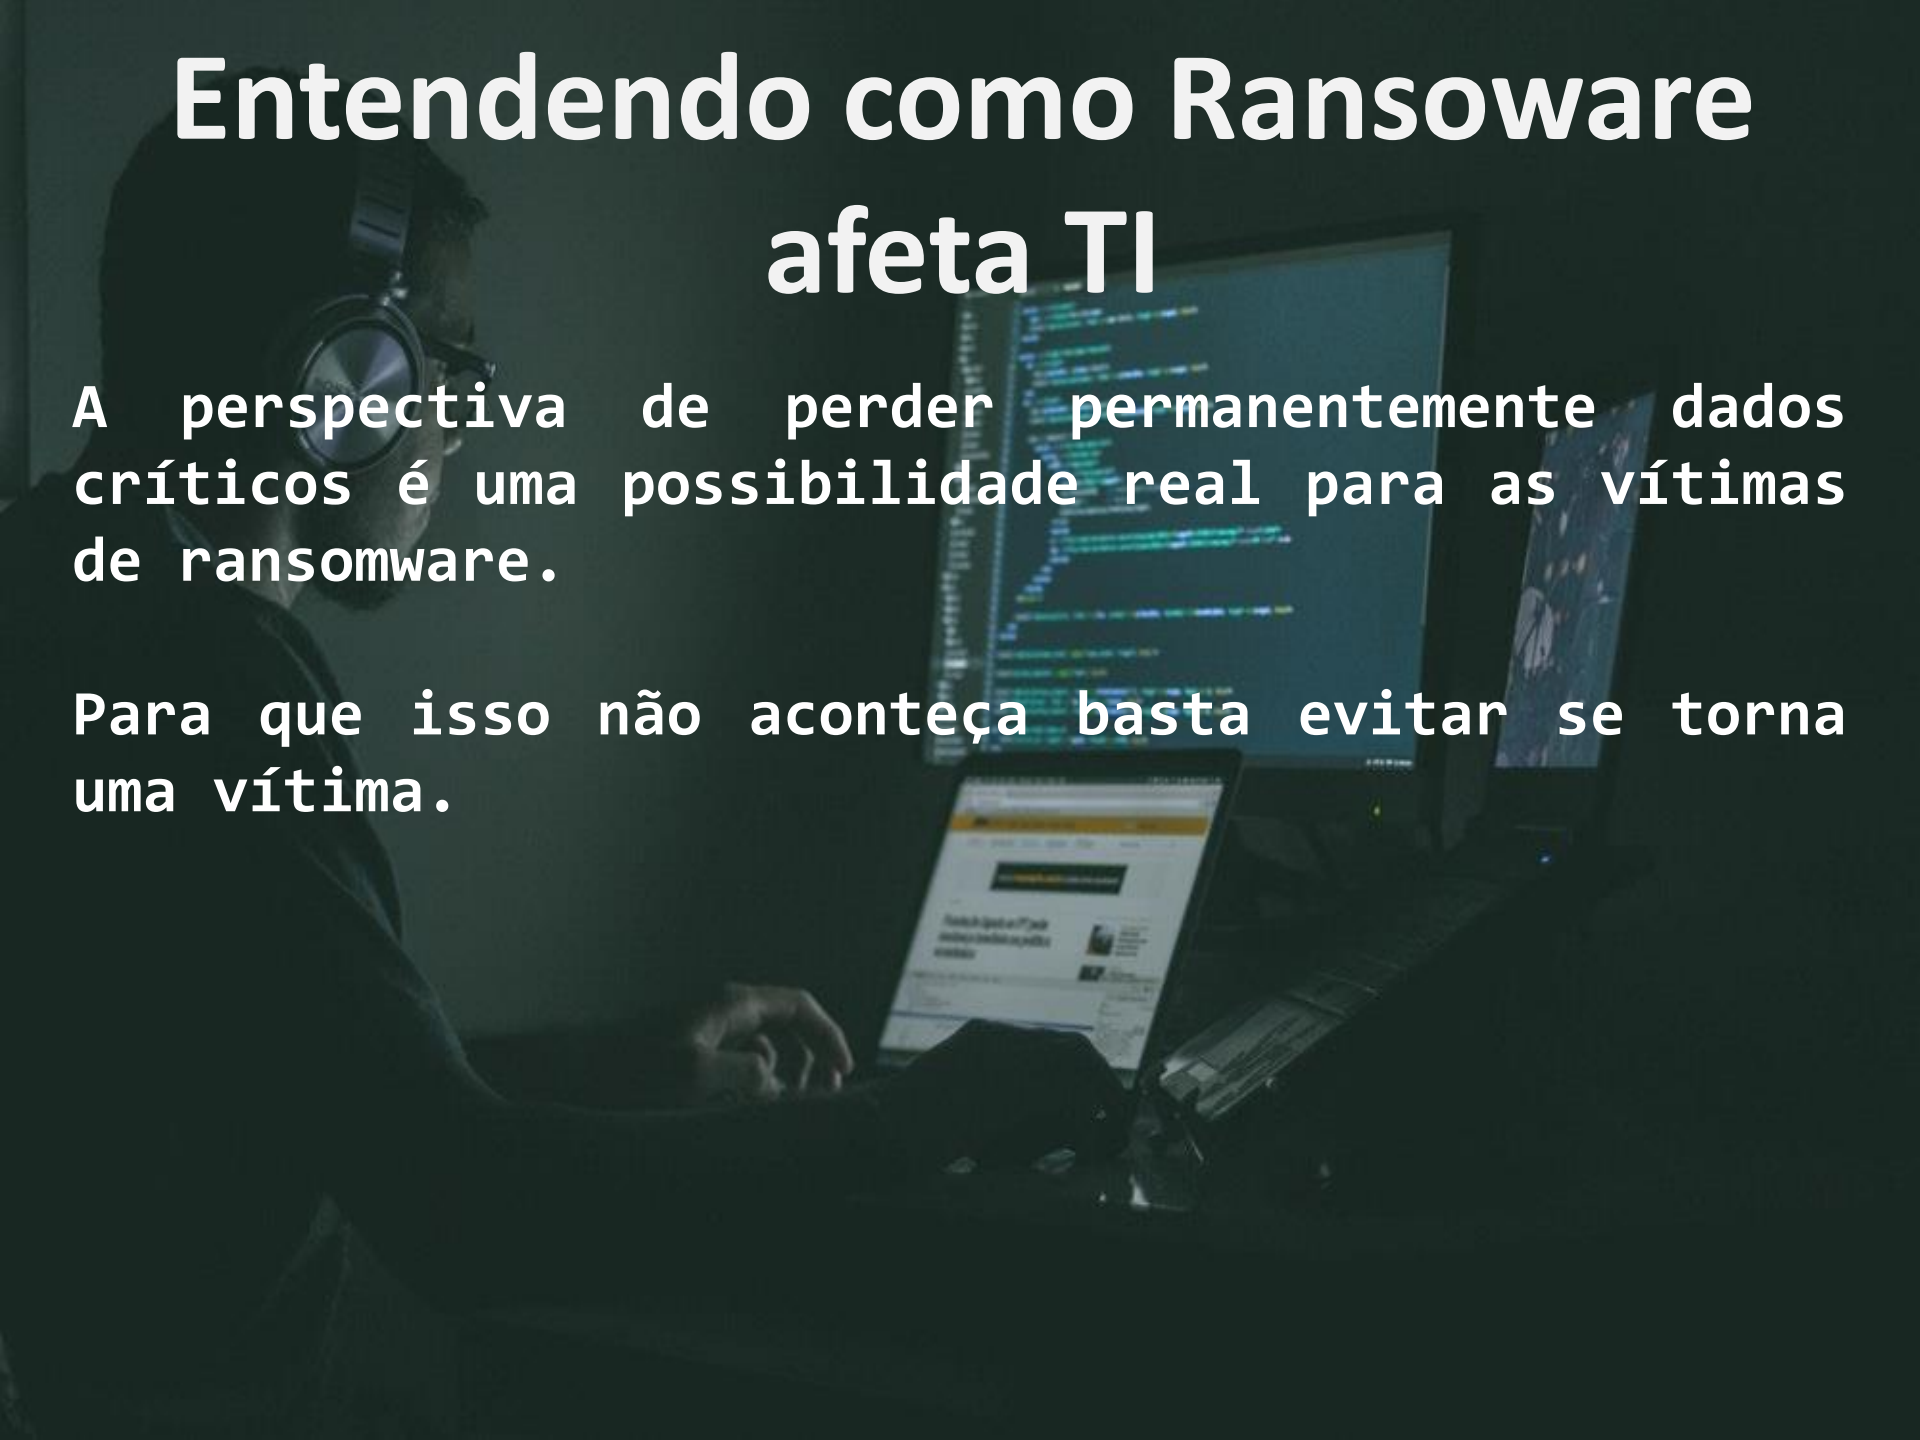 Entendendo como Ransoware
afeta TI
A perspectiva de perder permanentemente dados
críticos é uma possibilidade real para as vítimas
de ransomware.
Para que isso não aconteça basta evitar se torna
uma vítima.